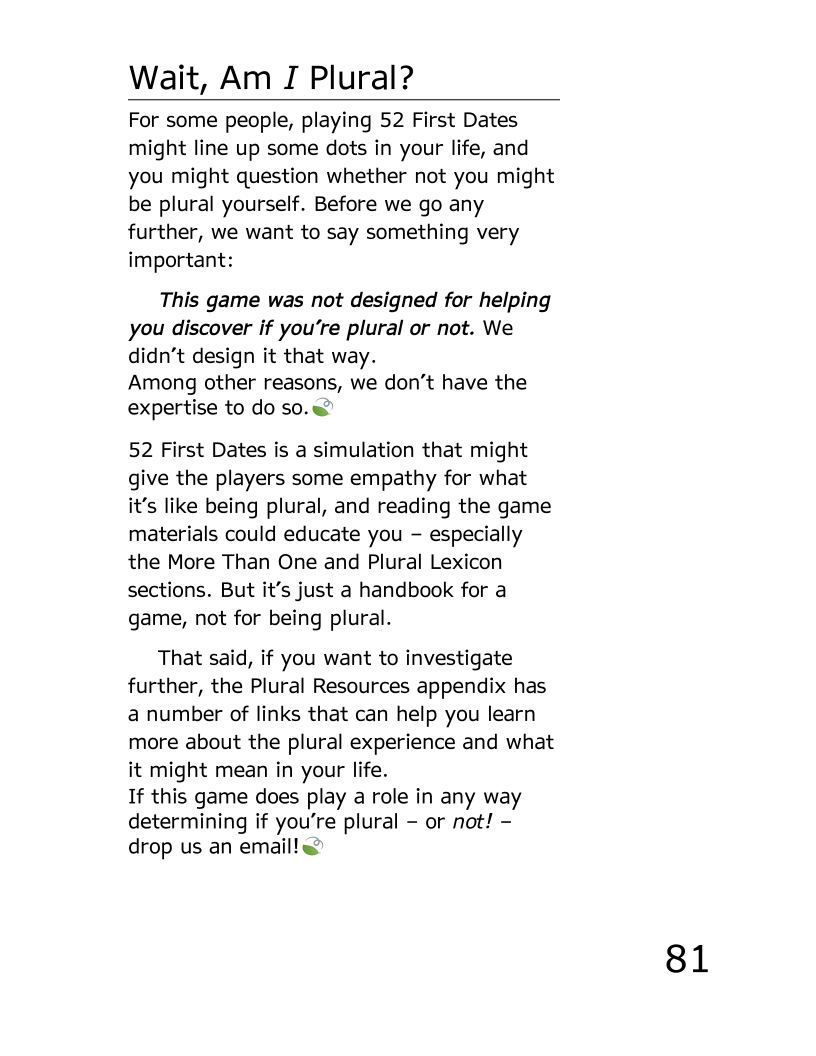 Wait, Am I Plural?
For some people, playing 52 First Dates
might line up some dots in your life, and
you might question whether not you might
be plural yourself. Before we go any
further, we want to say something very
important:
This game was not designed for helping
you discover if you’re plural or not. We
didn’t design it that way.
Among other reasons, we don’t have the
expertise to do so.
52 First Dates is a simulation that might
give the players some empathy for what
it’s like being plural, and reading the game
materials could educate you – especially
the More Than One and Plural Lexicon
sections. But it’s just a handbook for a
game, not for being plural.
That said, if you want to investigate
further, the Plural Resources appendix has
a number of links that can help you learn
more about the plural experience and what
it might mean in your life.
If this game does play a role in any way
determining if you’re plural – or not! –
drop us an email!
81